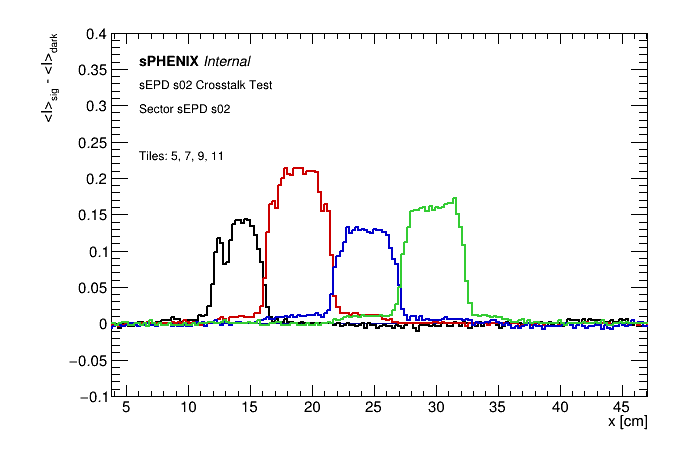 <I>sig - <I>dark
0.4
0.35
0.3
0.25
0.2
0.15
0.1
0.05
0
−0.05
−0.1
sPHENIX Internal
sEPD s02 Crosstalk Test
Sector sEPD s02
Tiles: 5, 7, 9, 11
5 10 15 20 25 30 35 40 45
x [cm]